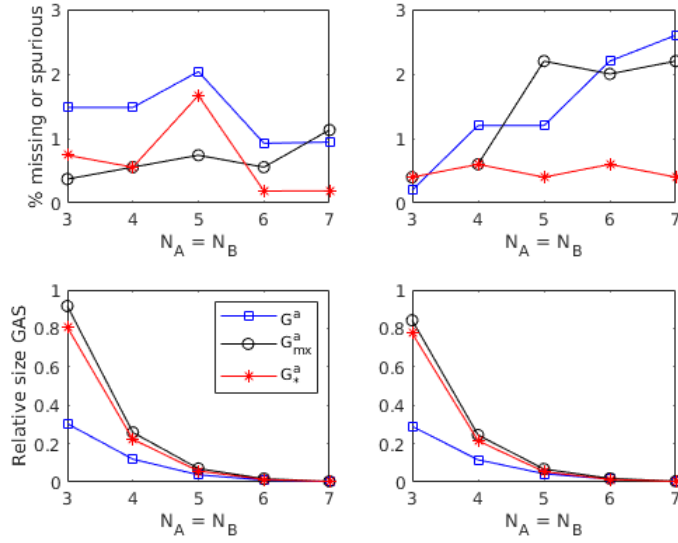 3
2
1
0
% missing or spurious
3 4 5 6 7
N_A = N_B
3
2
1
0
3 4 5 6 7
N_A = N_B
1
0.8
0.6
0.4
0.2
0
Relative size GAS
G^a
G^a_mx
G^a_*
3 4 5 6 7
N_A = N_B
1
0.8
0.6
0.4
0.2
0
3 4 5 6 7
N_A = N_B